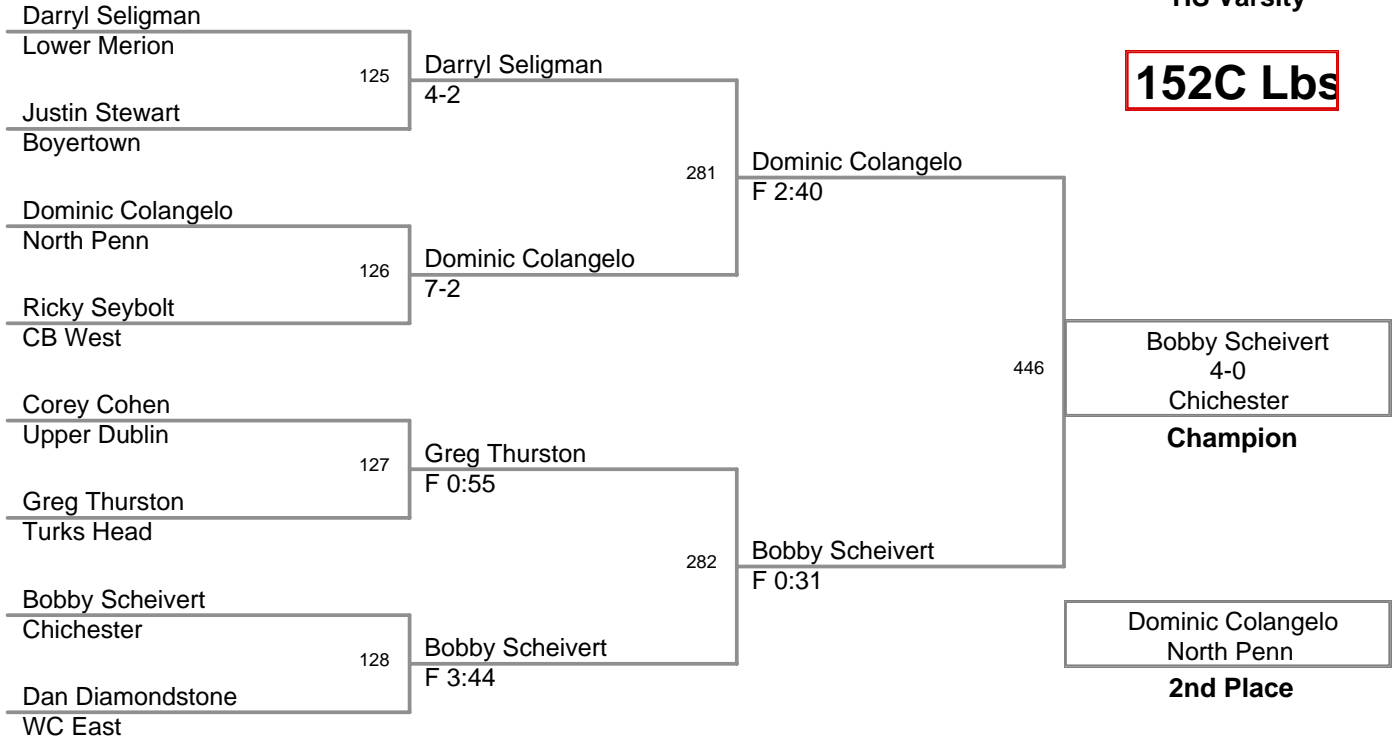 HS Varsity
152C Lbs
Darryl Seligman
Lower Merion
125
Justin Stewart
Boyertown
Darryl Seligman
4-2
281
Dominic Colangelo
North Penn
126
Ricky Seybolt
CB West
Dominic Colangelo
7-2
Dominic Colangelo
F 2:40
446
Corey Cohen
Upper Dublin
127
Greg Thurston
Turks Head
Greg Thurston
F 0:55
282
Bobby Scheivert
Chichester
128
Dan Diamondstone
WC East
Bobby Scheivert
F 3:44
Bobby Scheivert
F 0:31
Bobby Scheivert
4-0
Chichester
Champion
Dominic Colangelo
North Penn
2nd Place